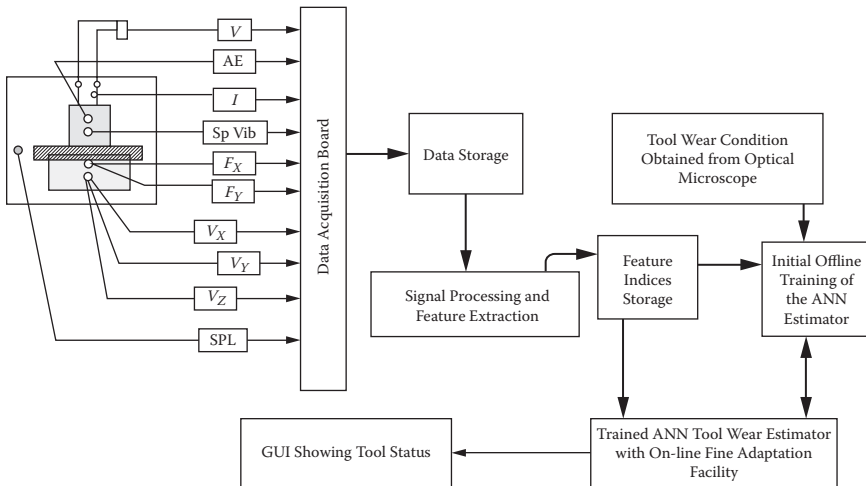 V
AE
I
Sp Vib
F_X
F_Y
V_X
V_Y
V_Z
SPL
Data Acquisition Board
Data Storage
Signal Processing and
Feature Extraction
Feature
Indices
Storage
Tool Wear Condition
Obtained from Optical
Microscope
Initial Offline
Training of
the ANN
Estimator
Trained ANN Tool Wear Estimator
with On-line Fine Adaptation
Facility
GUI Showing Tool Status